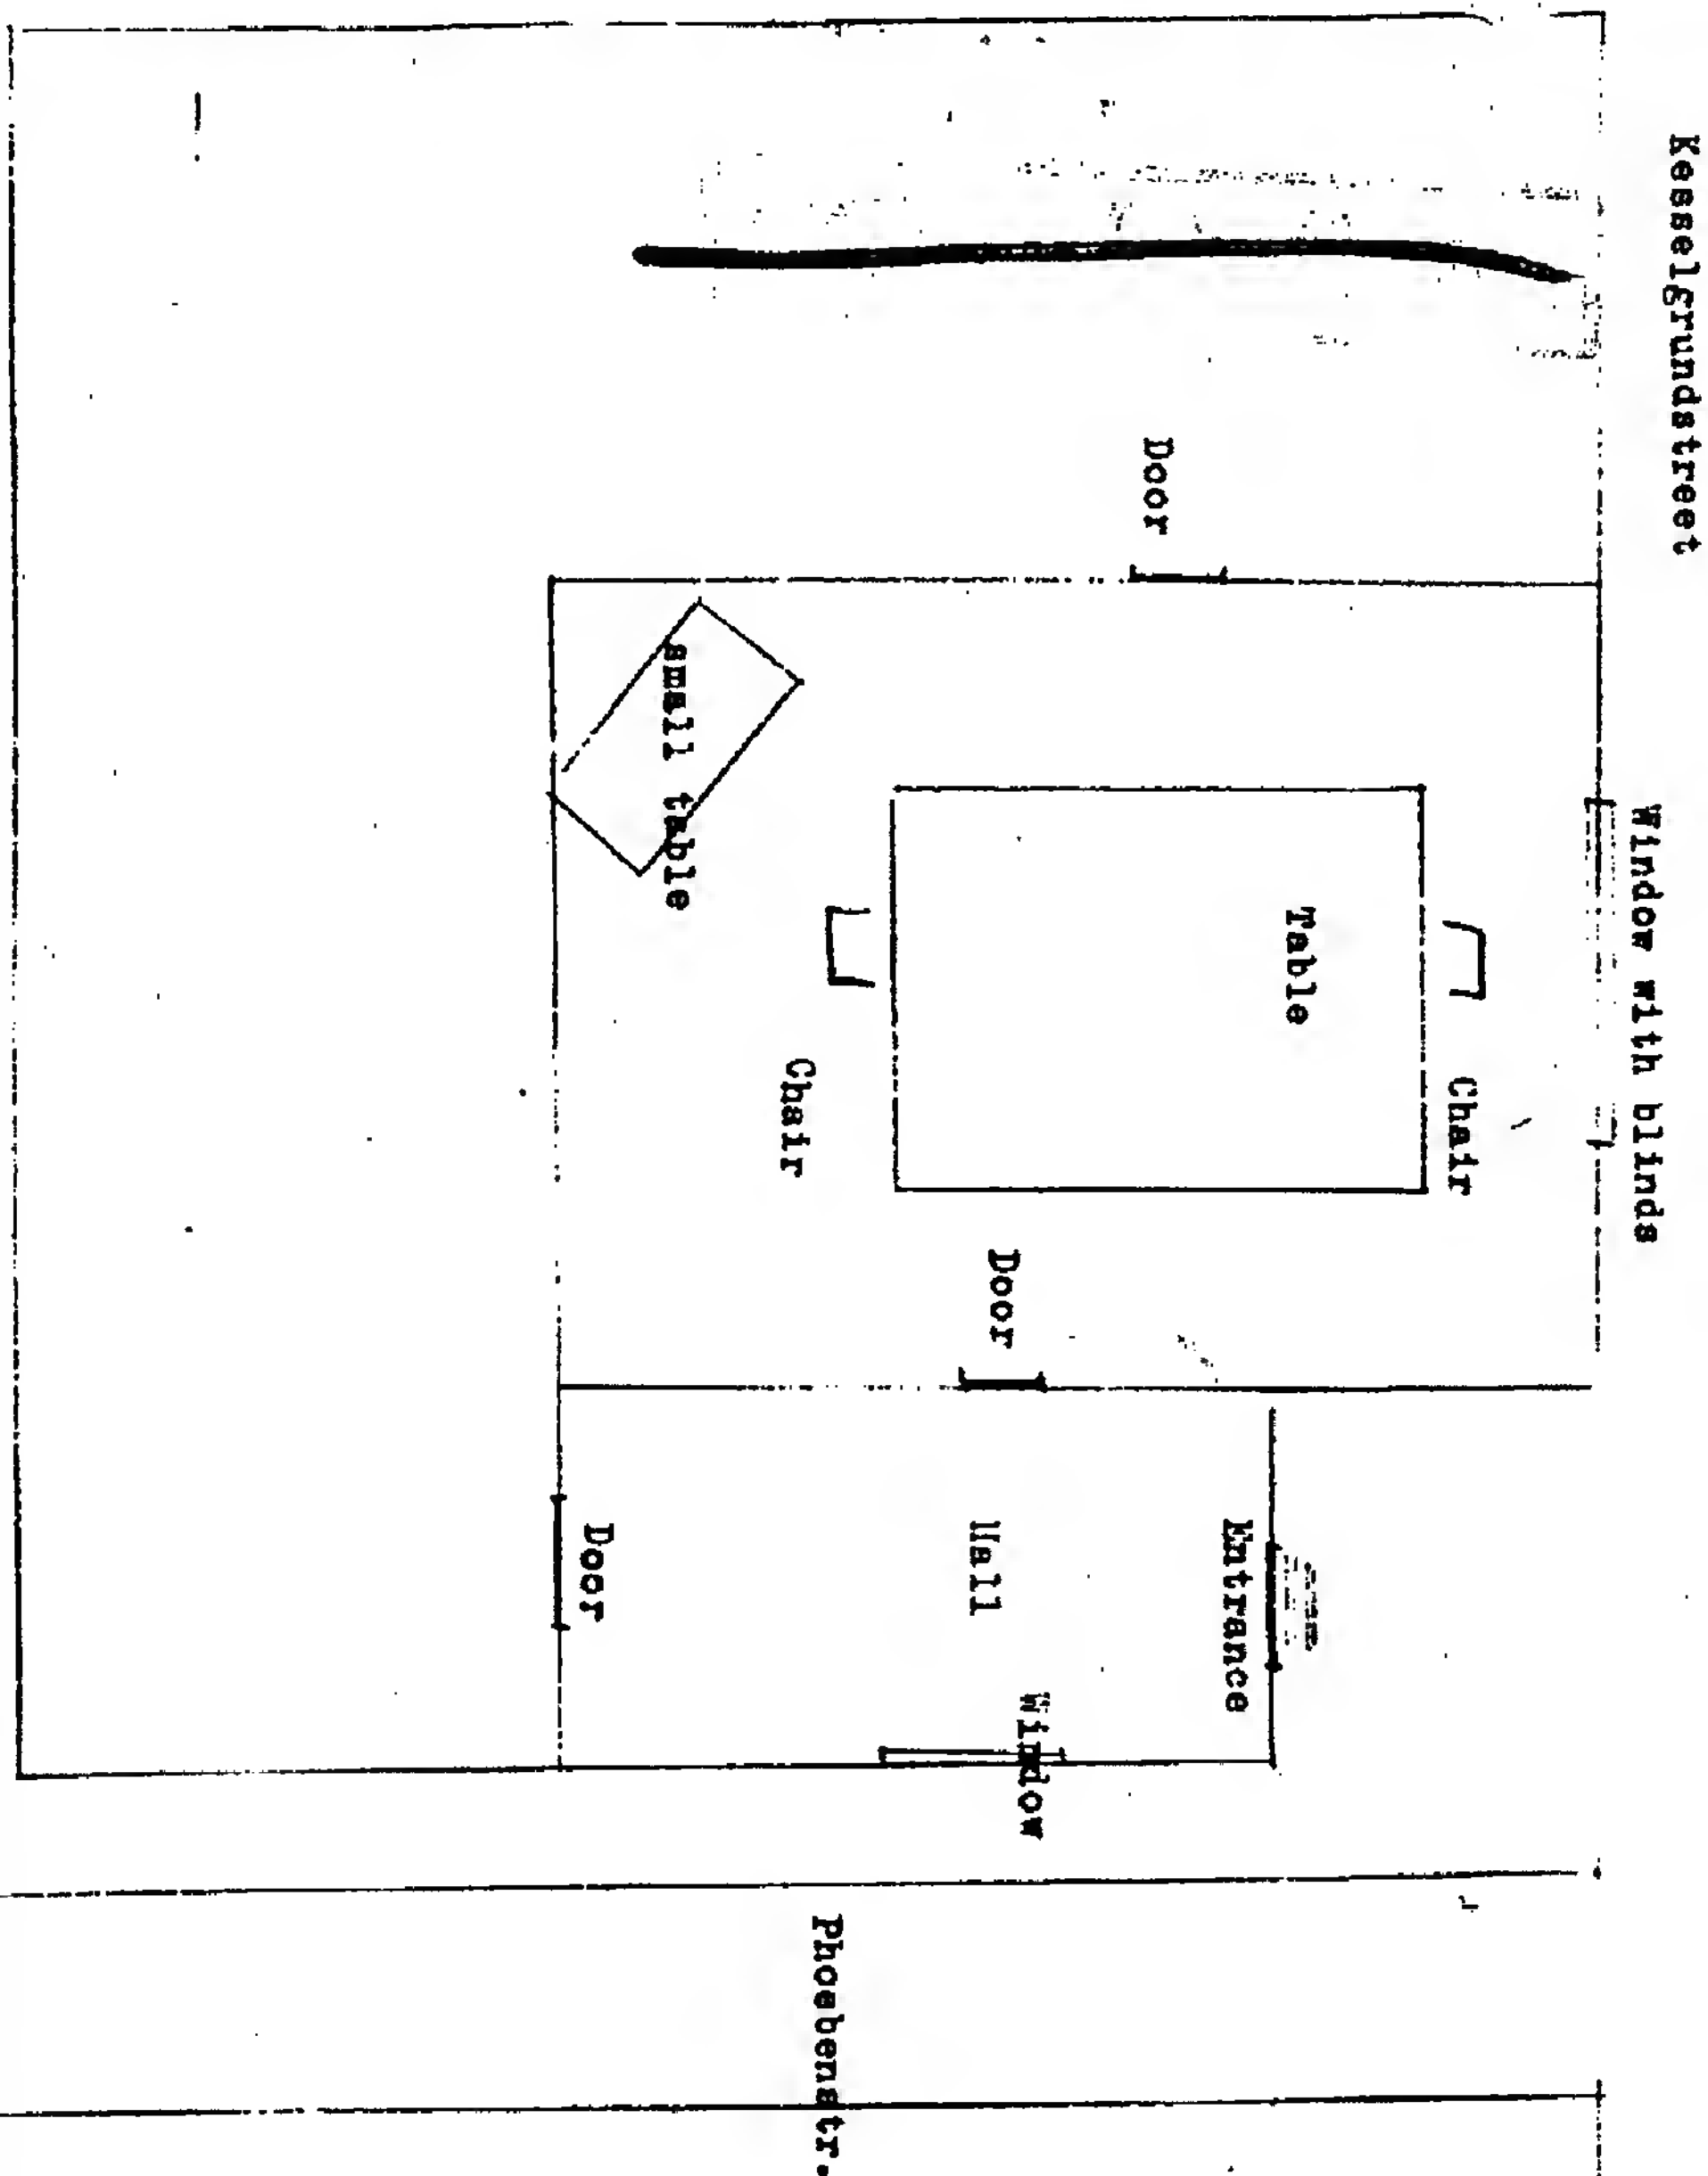 Kesselgrundstreet
Window with blinds
Door
small table
Table
Chair
Chair
Door
Entrance
Hall
Door
Window
Phoebenstr.